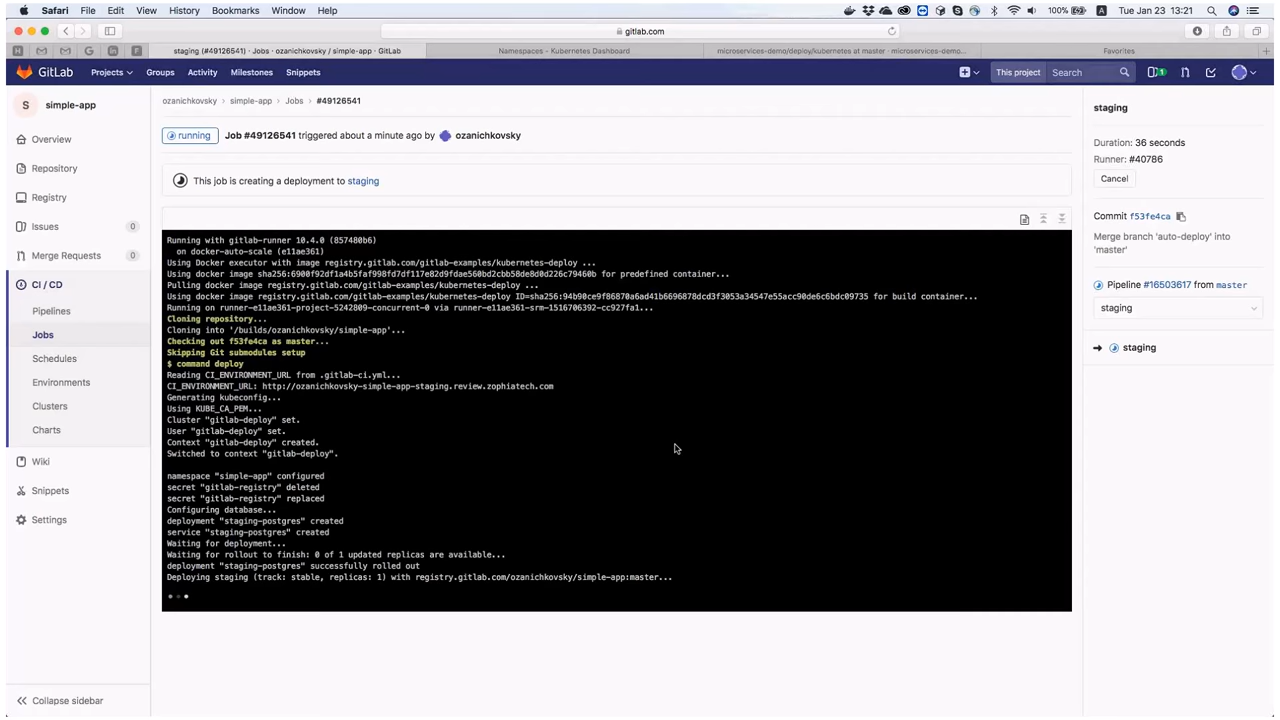 Safari File Edit View History Bookmarks Window Help 100% Tue Jan 23 13:21
gitlab.com
staging (#49126541) · Jobs · ozanichkovsky / simple-app · GitLab
Namespaces - Kubernetes Dashboard
microservices-demo/deploy/kubernetes at master · microservices-demo...
Favorites
GitLab Projects Groups Activity Milestones Snippets This project Search 1
S simple-app
Overview
Repository
Registry
Issues 0
Merge Requests 0
CI / CD
Pipelines
Jobs
Schedules
Environments
Clusters
Charts
Wiki
Snippets
Settings
Collapse sidebar
ozanichkovsky > simple-app > Jobs > #49126541
running Job #49126541 triggered about a minute ago by ozanichkovsky
This job is creating a deployment to staging
Running with gitlab-runner 10.4.0 (857480b6)
on docker-auto-scale (e11ae361)
Using Docker executor with image registry.gitlab.com/gitlab-examples/kubernetes-deploy ...
Using docker image sha256:6900f92df1a4b5faf998fd7df117e82d9fdae560bd2cbb58de8d0d226c79460b for predefined container...
Pulling docker image registry.gitlab.com/gitlab-examples/kubernetes-deploy ...
Using docker image registry.gitlab.com/gitlab-examples/kubernetes-deploy ID=sha256:94b90ce9f86870a6ad41b6696878dcd3f3053a34547e55acc90de6c6bdc09735 for build container...
Running on runner-e11ae361-project-5242809-concurrent-0 via runner-e11ae361-srm-1516706392-cc927fa1...
Cloning repository...
Cloning into '/builds/ozanichkovsky/simple-app'...
Checking out f53fe4ca as master...
Skipping Git submodules setup
$ command deploy
Reading CI_ENVIRONMENT_URL from .gitlab-ci.yml...
CI_ENVIRONMENT_URL: http://ozanichkovsky-simple-app-staging.review.zophiatech.com
Generating kubeconfig...
Using KUBE_CA_PEM...
Cluster "gitlab-deploy" set.
User "gitlab-deploy" set.
Context "gitlab-deploy" created.
Switched to context "gitlab-deploy".
namespace "simple-app" configured
secret "gitlab-registry" deleted
secret "gitlab-registry" replaced
Configuring database...
deployment "staging-postgres" created
service "staging-postgres" created
Waiting for deployment...
Waiting for rollout to finish: 0 of 1 updated replicas are available...
deployment "staging-postgres" successfully rolled out
Deploying staging (track: stable, replicas: 1) with registry.gitlab.com/ozanichkovsky/simple-app:master...
staging
Duration: 36 seconds
Runner: #40786
Cancel
Commit f53fe4ca
Merge branch 'auto-deploy' into
'master'
Pipeline #16503617 from master
staging
staging